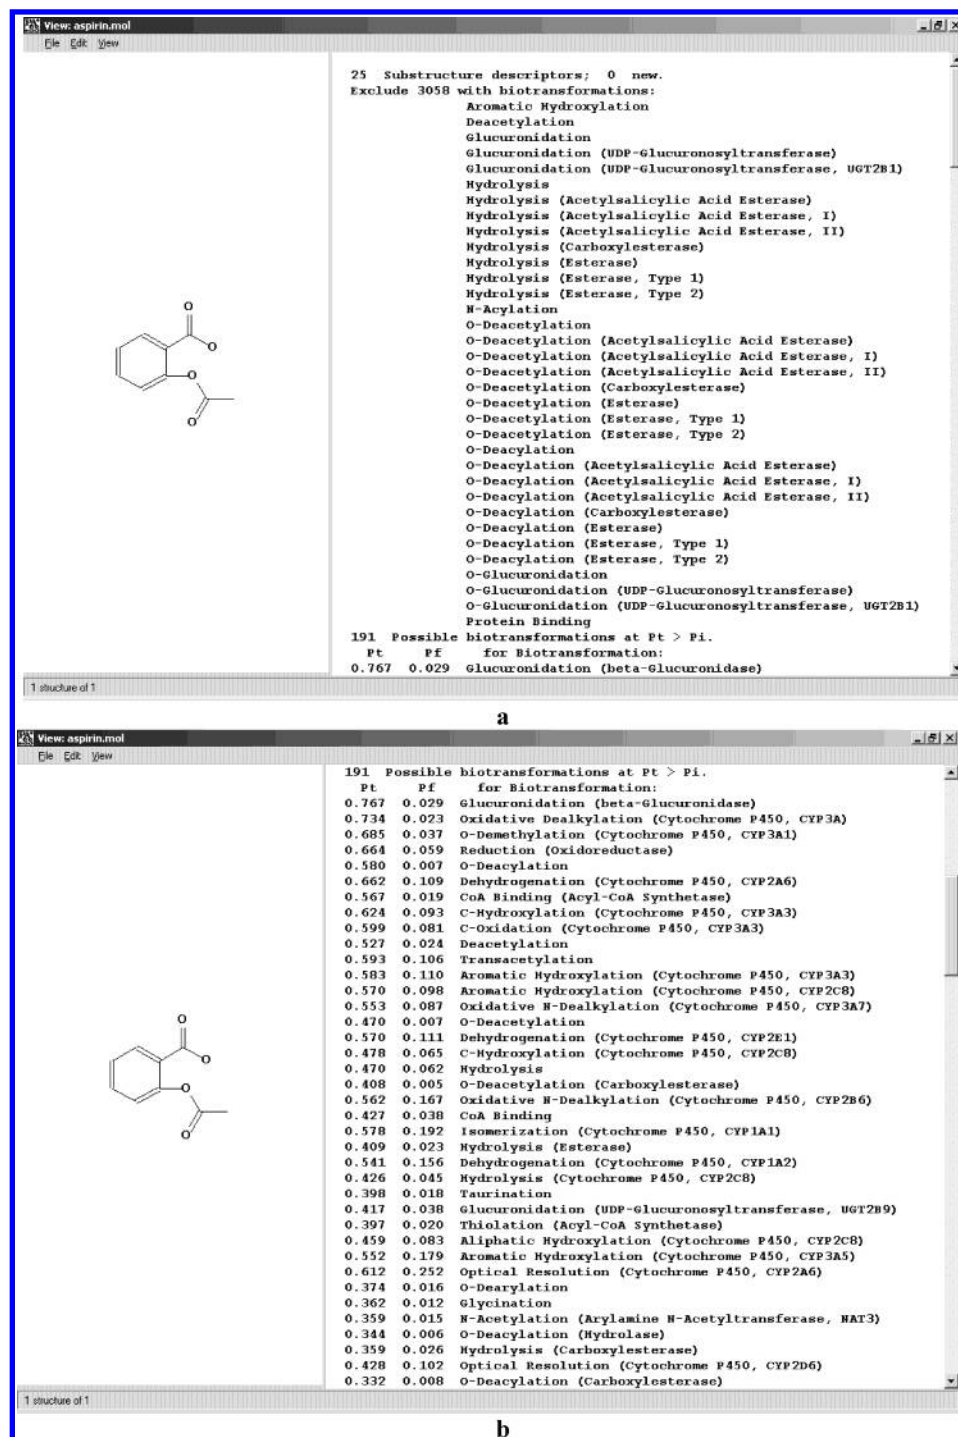 View: aspirin.mol
File Edit View
25 Substructure descriptors; 0 new.
Exclude 3058 with biotransformations:
Aromatic Hydroxylation
Deacetylation
Glucuronidation
Glucuronidation (UDP-Glucuronosyltransferase)
Glucuronidation (UDP-Glucuronosyltransferase, UGT2B1)
Hydrolysis
Hydrolysis (Acetylsalicylic Acid Esterase)
Hydrolysis (Acetylsalicylic Acid Esterase, I)
Hydrolysis (Acetylsalicylic Acid Esterase, II)
Hydrolysis (Carboxylesterase)
Hydrolysis (Esterase)
Hydrolysis (Esterase, Type 1)
Hydrolysis (Esterase, Type 2)
N-Acylation
O-Deacetylation
O-Deacetylation (Acetylsalicylic Acid Esterase)
O-Deacetylation (Acetylsalicylic Acid Esterase, I)
O-Deacetylation (Acetylsalicylic Acid Esterase, II)
O-Deacetylation (Carboxylesterase)
O-Deacetylation (Esterase)
O-Deacetylation (Esterase, Type 1)
O-Deacetylation (Esterase, Type 2)
O-Deacylation
O-Deacylation (Acetylsalicylic Acid Esterase)
O-Deacylation (Acetylsalicylic Acid Esterase, I)
O-Deacylation (Acetylsalicylic Acid Esterase, II)
O-Deacylation (Carboxylesterase)
O-Deacylation (Esterase)
O-Deacylation (Esterase, Type 1)
O-Deacylation (Esterase, Type 2)
O-Glucuronidation
O-Glucuronidation (UDP-Glucuronosyltransferase)
O-Glucuronidation (UDP-Glucuronosyltransferase, UGT2B1)
Protein Binding
191 Possible biotransformations at Pt > Pi.
Pt Pf for Biotransformation:
0.767 0.029 Glucuronidation (beta-Glucuronidase)
O
O
O
O
1 structure of 1
a
View: aspirin.mol
File Edit View
191 Possible biotransformations at Pt > Pi.
Pt Pf for Biotransformation:
0.767 0.029 Glucuronidation (beta-Glucuronidase)
0.734 0.023 Oxidative Dealkylation (Cytochrome P450, CYP3A)
0.685 0.037 O-Demethylation (Cytochrome P450, CYP3A1)
0.664 0.059 Reduction (Oxidoreductase)
0.580 0.007 O-Deacylation
0.662 0.109 Dehydrogenation (Cytochrome P450, CYP2A6)
0.567 0.019 CoA Binding (Acyl-CoA Synthetase)
0.624 0.093 C-Hydroxylation (Cytochrome P450, CYP3A3)
0.599 0.081 C-Oxidation (Cytochrome P450, CYP3A3)
0.527 0.024 Deacetylation
0.593 0.106 Transacetylation
0.583 0.110 Aromatic Hydroxylation (Cytochrome P450, CYP3A3)
0.570 0.098 Aromatic Hydroxylation (Cytochrome P450, CYP2C8)
0.553 0.087 Oxidative N-Dealkylation (Cytochrome P450, CYP3A7)
0.470 0.007 O-Deacetylation
0.570 0.111 Dehydrogenation (Cytochrome P450, CYP2E1)
0.478 0.065 C-Hydroxylation (Cytochrome P450, CYP2C8)
0.470 0.062 Hydrolysis
0.408 0.005 O-Deacetylation (Carboxylesterase)
0.562 0.167 Oxidative N-Dealkylation (Cytochrome P450, CYP2B6)
0.427 0.038 CoA Binding
0.578 0.192 Isomerization (Cytochrome P450, CYP1A1)
0.409 0.023 Hydrolysis (Esterase)
0.541 0.156 Dehydrogenation (Cytochrome P450, CYP1A2)
0.426 0.045 Hydrolysis (Cytochrome P450, CYP2C8)
0.398 0.018 Taurination
0.417 0.038 Glucuronidation (UDP-Glucuronosyltransferase, UGT2B9)
0.397 0.020 Thiolation (Acyl-CoA Synthetase)
0.459 0.083 Aliphatic Hydroxylation (Cytochrome P450, CYP2C8)
0.552 0.179 Aromatic Hydroxylation (Cytochrome P450, CYP3A5)
0.612 0.252 Optical Resolution (Cytochrome P450, CYP2A6)
0.374 0.016 O-Dearylation
0.362 0.012 Glycination
0.359 0.015 N-Acetylation (Arylamine N-Acetyltransferase, NAT3)
0.344 0.006 O-Deacylation (Hydrolase)
0.359 0.026 Hydrolysis (Carboxylesterase)
0.428 0.102 Optical Resolution (Cytochrome P450, CYP2D6)
0.332 0.008 O-Deacylation (Carboxylesterase)
O
O
O
O
1 structure of 1
b